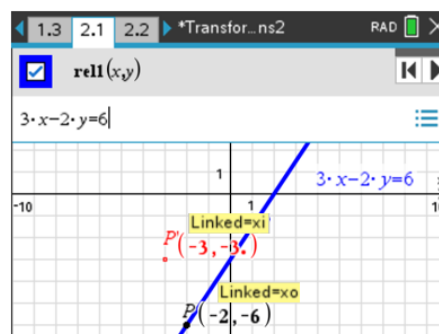 1.3 2.1 2.2 *Transfor...ns2 RAD
rel1(x,y)
3·x−2·y=6
1 3·x−2·y=6
-10 1 1
Linked=xi
P'(-3,-3.)
Linked=xo
P(-2,-6)